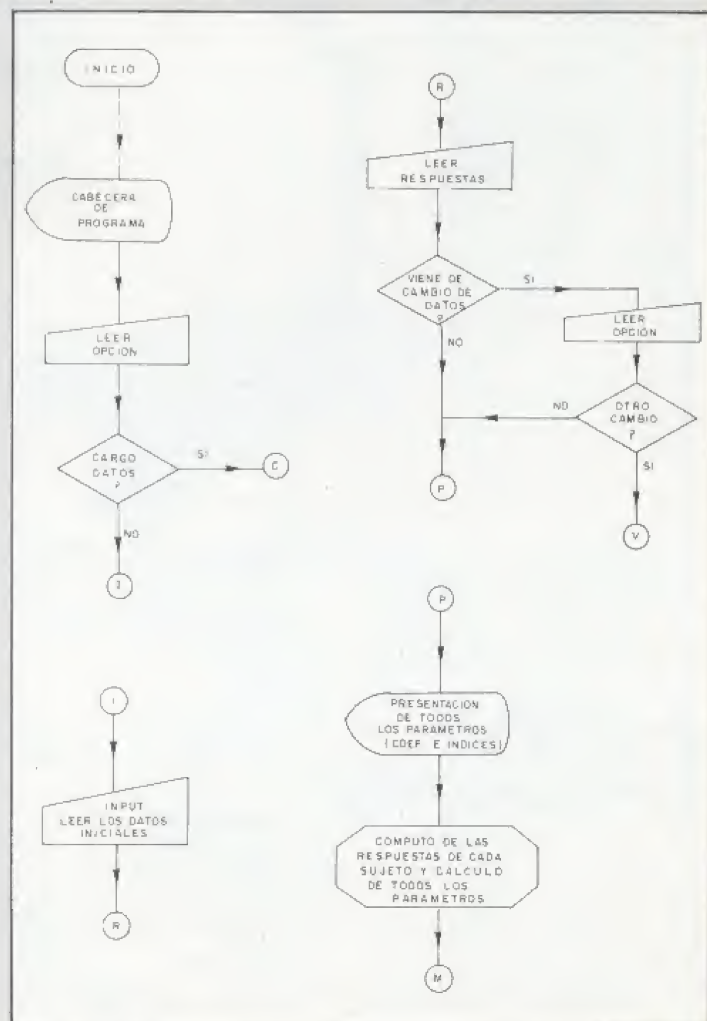 INICIO
CABECERA
DE
PROGRAMA
LEER
OPCION
CARGO
DATOS
?
SI
C
NO
I
I
INPUT
LEER LOS DATOS
INICIALES
R
R
LEER
RESPUESTAS
VIENE DE
CAMBIO DE
DATOS
?
SI
NO
LEER
OPCION
OTRO
CAMBIO
?
NO
SI
P
V
P
PRESENTACION
DE TODOS
LOS PARAMETROS
(COEF. E INDICES)
COMPUTO DE LAS
RESPUESTAS DE CADA
SUJETO Y CALCULO
DE TODOS LOS
PARAMETROS
M